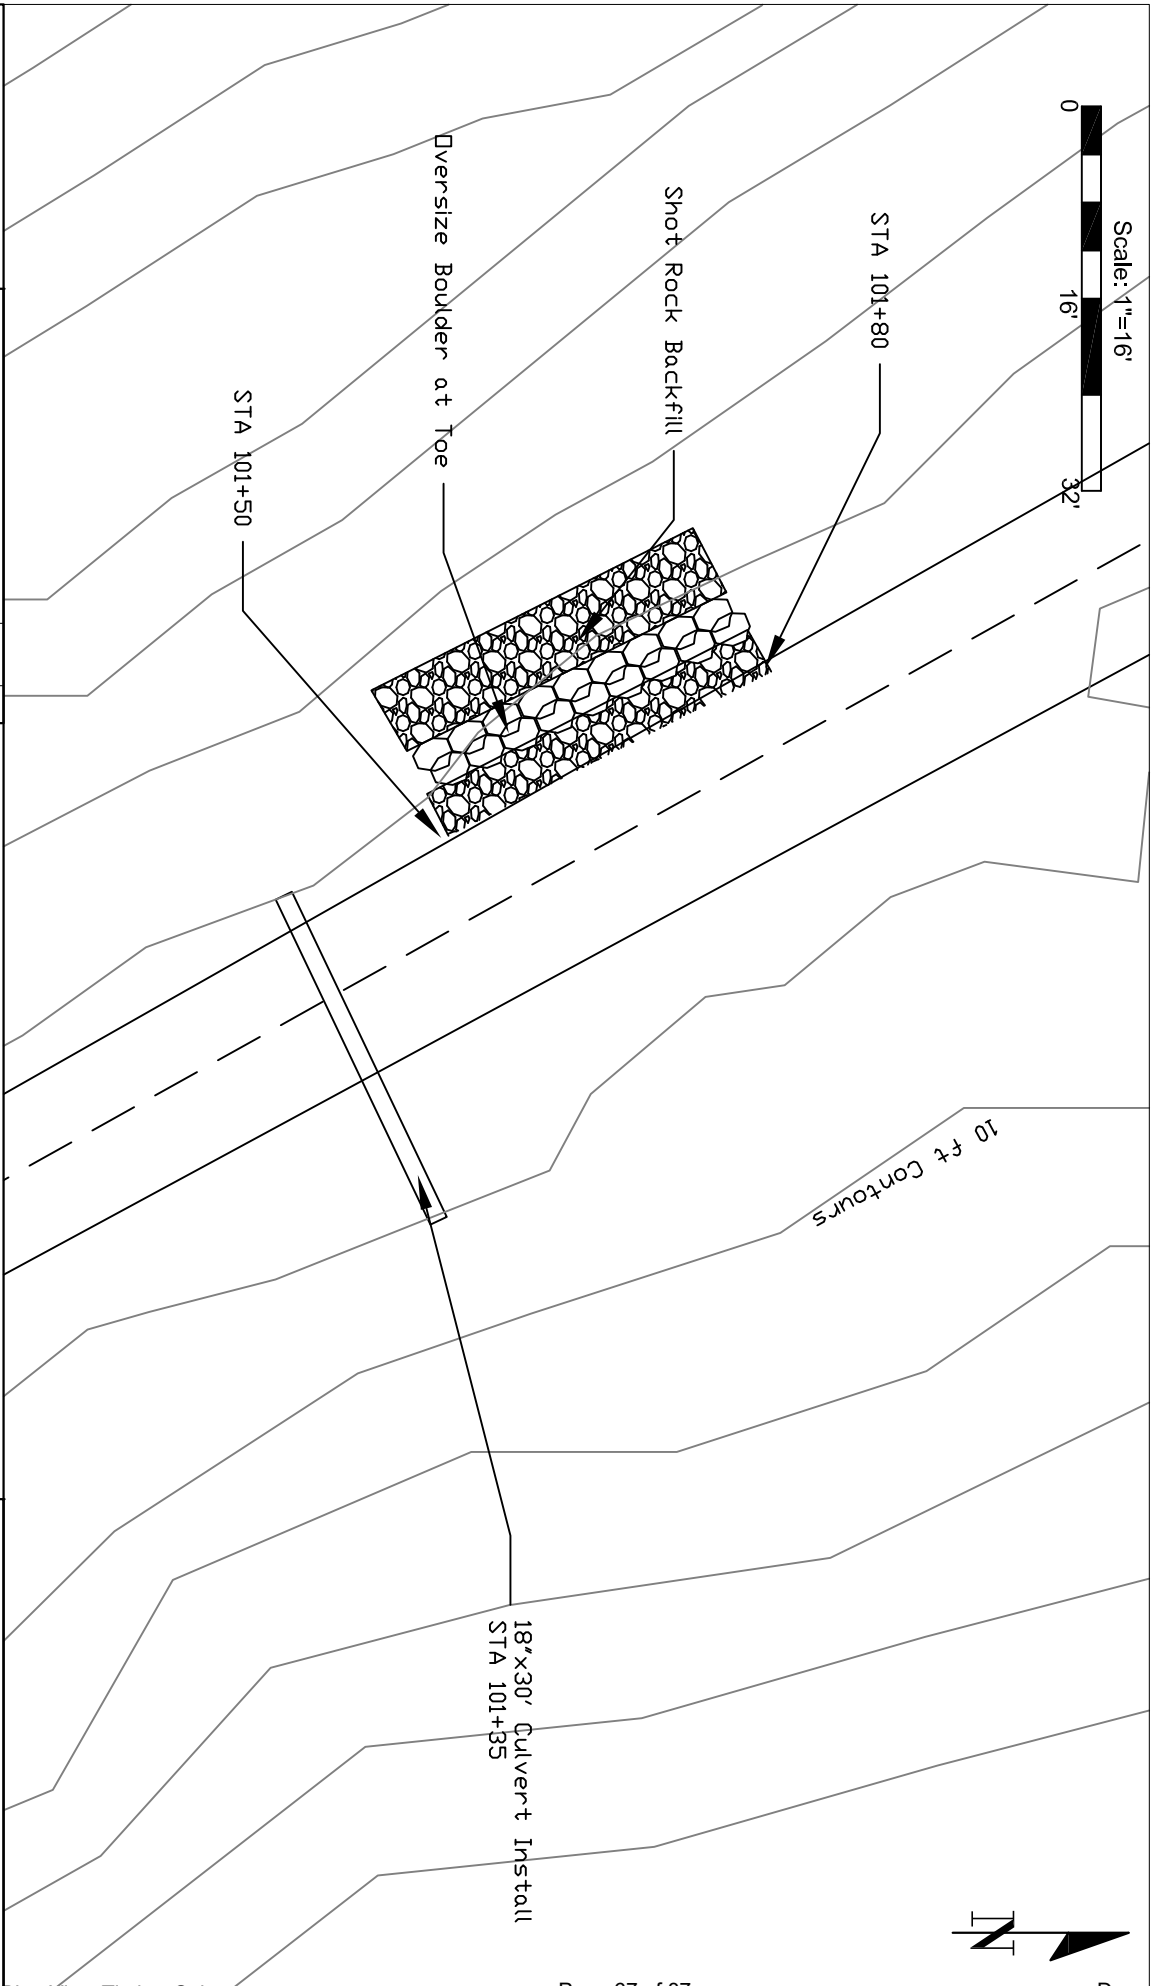 Scale: 1"=16'
0
16'
32'
STA 101+80
Shot Rock Backfill
Oversize Boulder at Toe
STA 101+50
10 ft Contours
18"x30' Culvert Install
STA 101+35
N